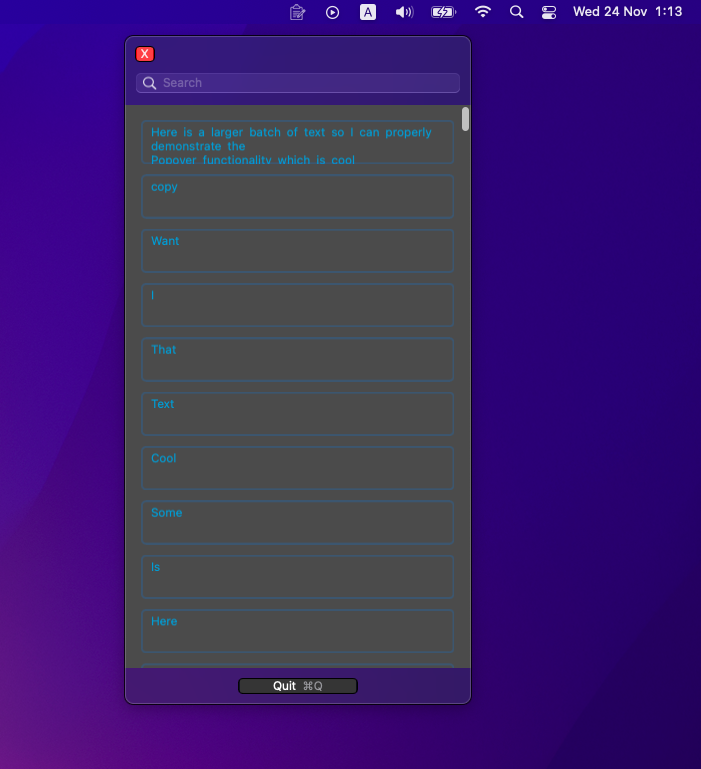 A Wed 24 Nov 1:13
X
Search
Here is a larger batch of text so I can properly
demonstrate the
Popover functionality which is cool
copy
Want
I
That
Text
Cool
Some
Is
Here
Quit ⌘Q